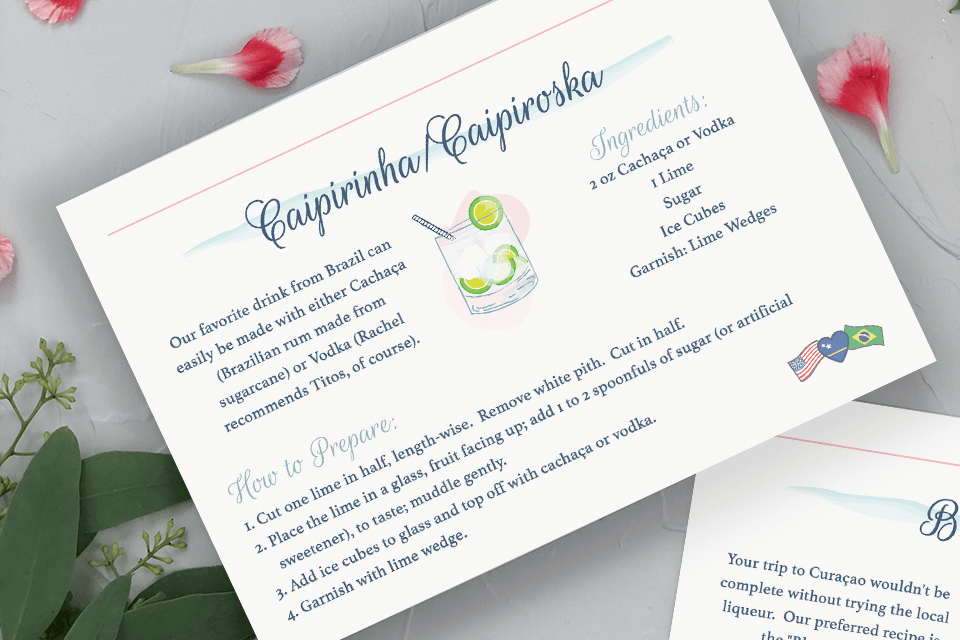 Caipirinha/Caipiroska
Our favorite drink from Brazil can
easily be made with either Cachaça
(Brazilian rum made from
sugarcane) or Vodka (Rachel
recommends Titos, of course).
Ingredients:
2 oz Cachaça or Vodka
1 Lime
Sugar
Ice Cubes
Garnish: Lime Wedges
How to Prepare:
1. Cut one lime in half, length-wise. Remove white pith. Cut in half.
2. Place the lime in a glass, fruit facing up; add 1 to 2 spoonfuls of sugar (or artificial
sweetener), to taste; muddle gently.
3. Add ice cubes to glass and top off with cachaça or vodka.
4. Garnish with lime wedge.
B
Your trip to Curaçao wouldn't be
complete without trying the local
liqueur. Our preferred recipe is
the "Bl